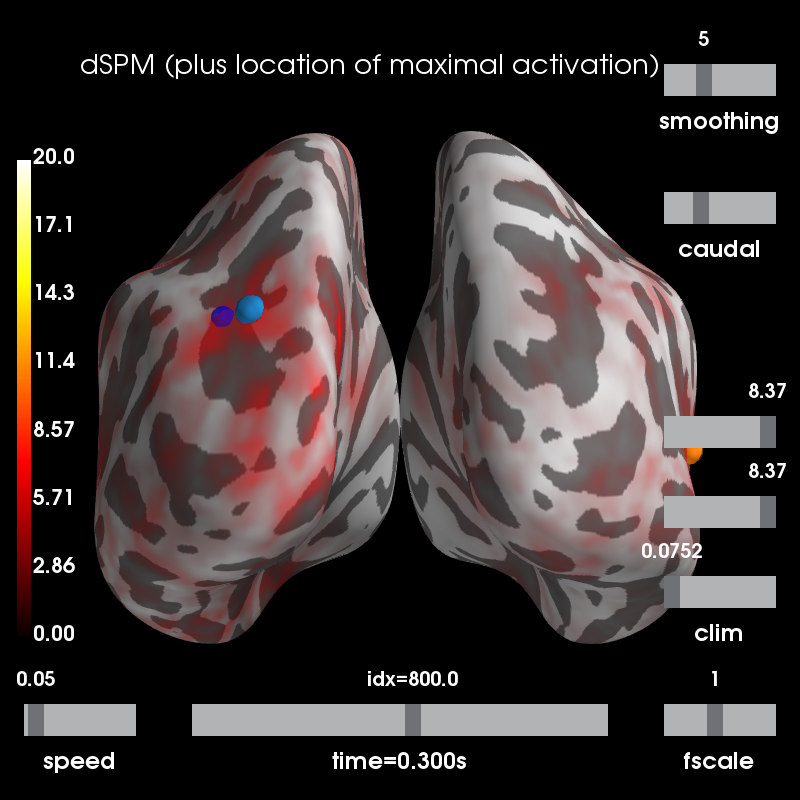 dSPM (plus location of maximal activation)
5
smoothing
caudal
20.0
17.1
14.3
11.4
8.57
5.71
2.86
0.00
8.37
8.37
0.0752
clim
0.05
speed
idx=800.0
time=0.300s
1
fscale